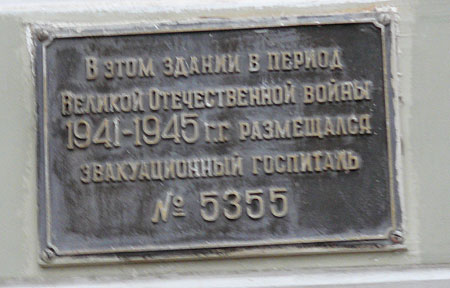 В ЭТОМ ЗДАНИИ В ПЕРИОД
ВЕЛИКОЙ ОТЕЧЕСТВЕННОЙ ВОЙНЫ
1941-1945 Г.Г. РАЗМЕЩАЛСЯ
ЭВАКУАЦИОННЫЙ ГОСПИТАЛЬ
№ 5355